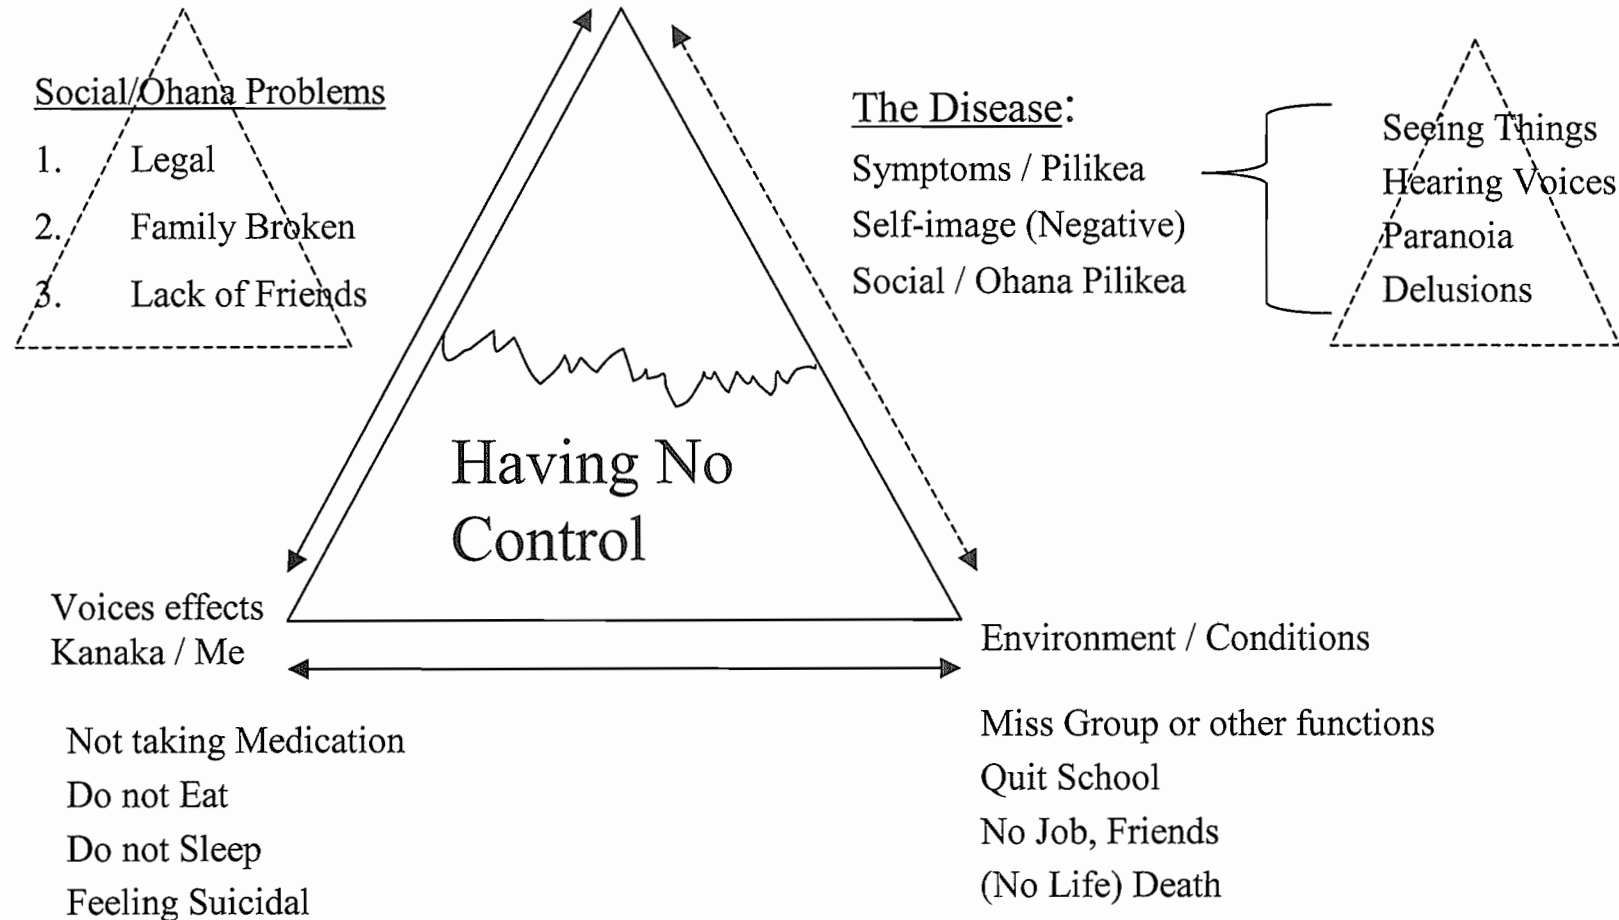 Social/Ohana Problems
1. Legal
2. Family Broken
3. Lack of Friends
The Disease:
Symptoms / Pilikea
Self-image (Negative)
Social / Ohana Pilikea
Seeing Things
Hearing Voices
Paranoia
Delusions
Having No
Control
Voices effects
Kanaka / Me
Not taking Medication
Do not Eat
Do not Sleep
Feeling Suicidal
Environment / Conditions
Miss Group or other functions
Quit School
No Job, Friends
(No Life) Death